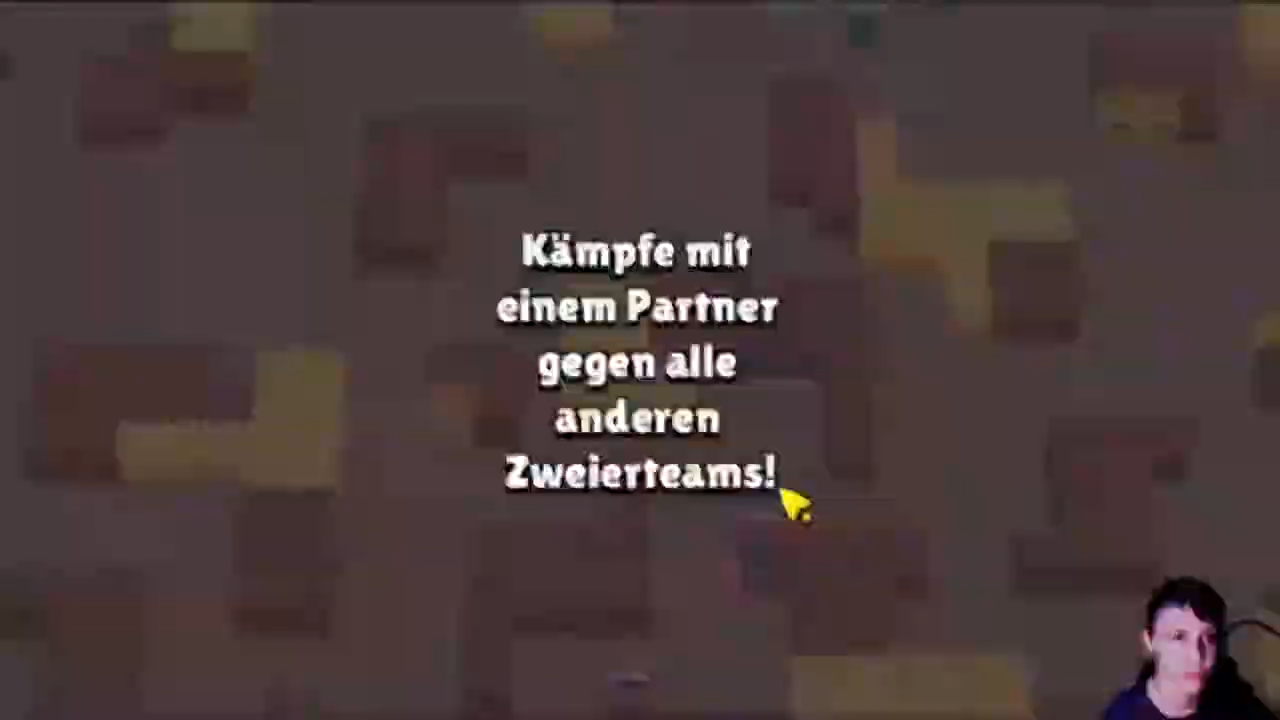 Kämpfe mit
einem Partner
gegen alle
anderen
Zweierteams!